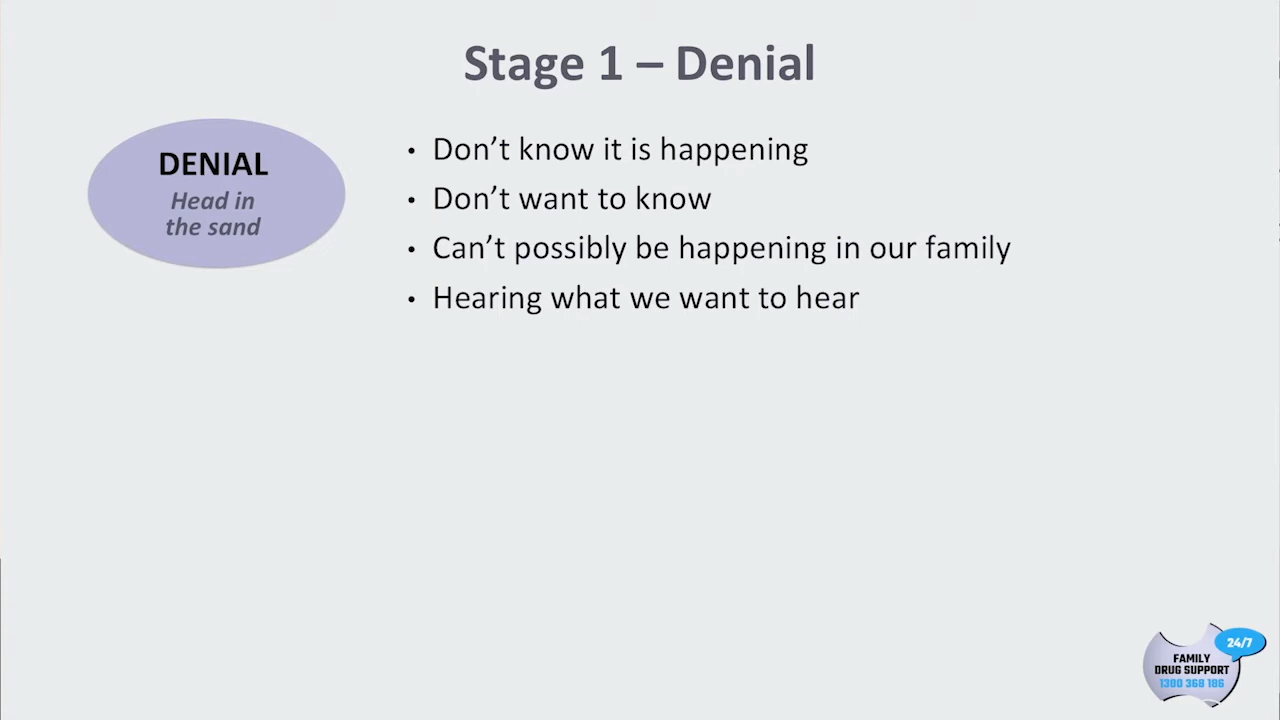 Stage 1 – Denial
DENIAL
Head in
the sand
• Don’t know it is happening
• Don’t want to know
• Can’t possibly be happening in our family
• Hearing what we want to hear
24/7
FAMILY
DRUG SUPPORT
1300 368 186